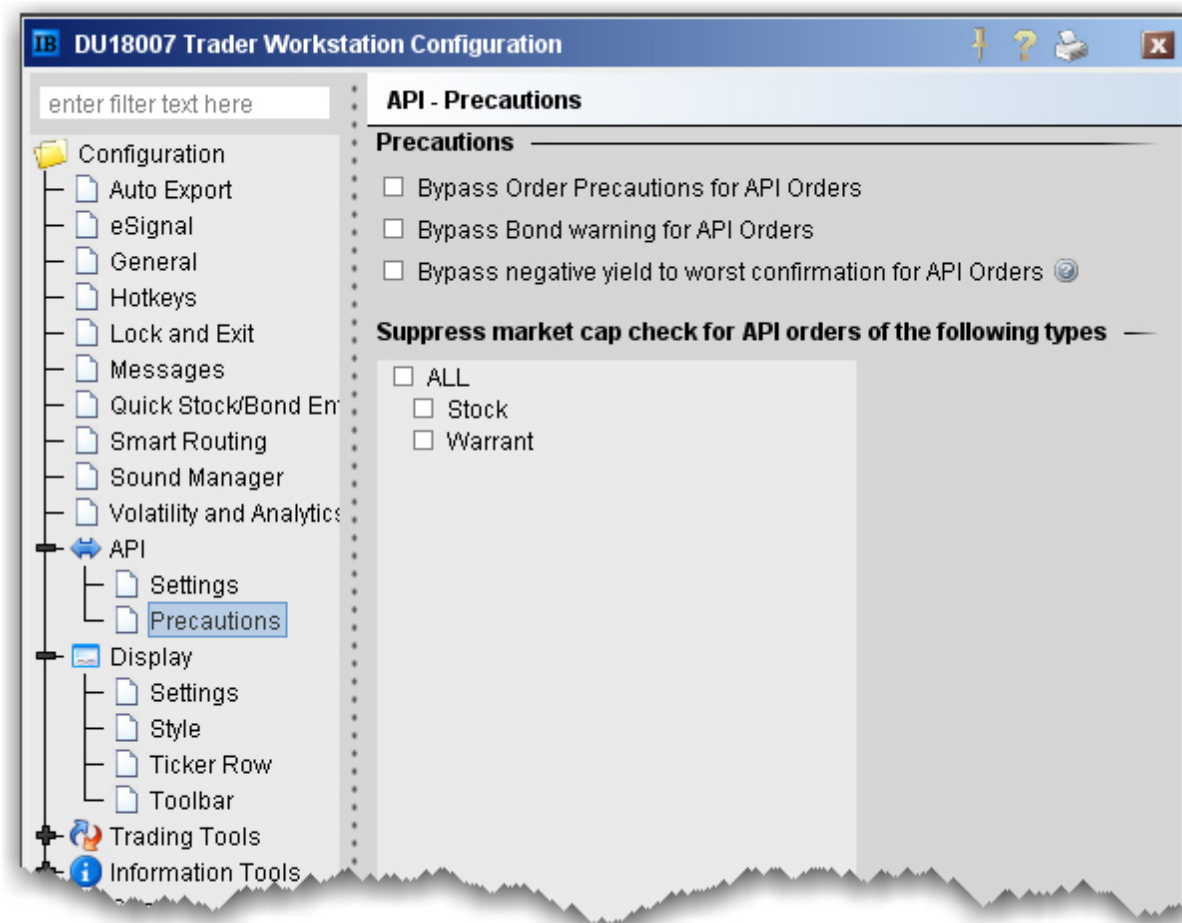 IB DU18007 Trader Workstation Configuration
enter filter text here
Configuration
Auto Export
eSignal
General
Hotkeys
Lock and Exit
Messages
Quick Stock/Bond
Smart Routing
Sound Manager
Volatility and Analytics
API
Settings
Precautions
Display
Settings
Style
Ticker Row
Toolbar
Trading Tools
Information Tools
API - Precautions
Precautions
Bypass Order Precautions for API Orders
Bypass Bond warning for API Orders
Bypass negative yield to worst confirmation for API Orders
Suppress market cap check for API orders of the following types
ALL
Stock
Warrant